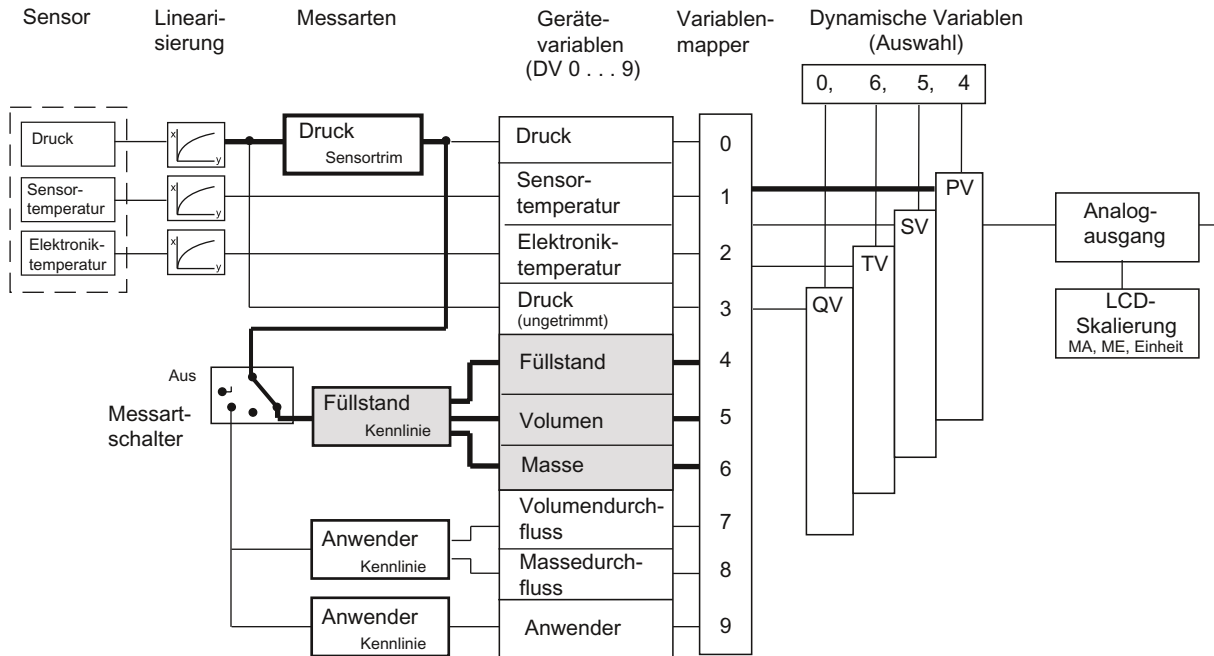 Sensor
Lineari-
sierung
Messarten
Geräte-
variablen
(DV 0 . . . 9)
Variablen-
mapper
Dynamische Variablen
(Auswahl)
0, 6, 5, 4
Druck
x
y
Druck
Sensortrim
Druck
0
Sensor-
temperatur
x
y
Sensor-
temperatur
1
PV
Analog-
ausgang
SV
Elektronik-
temperatur
x
y
Elektronik-
temperatur
2
TV
Druck
(ungetrimmt)
3
QV
LCD-
Skalierung
MA, ME, Einheit
Füllstand
4
Aus
Messart-
schalter
Füllstand
Kennlinie
Volumen
5
Masse
6
Volumendurch-
fluss
7
Anwender
Kennlinie
Massedurch-
fluss
8
Anwender
Kennlinie
Anwender
9